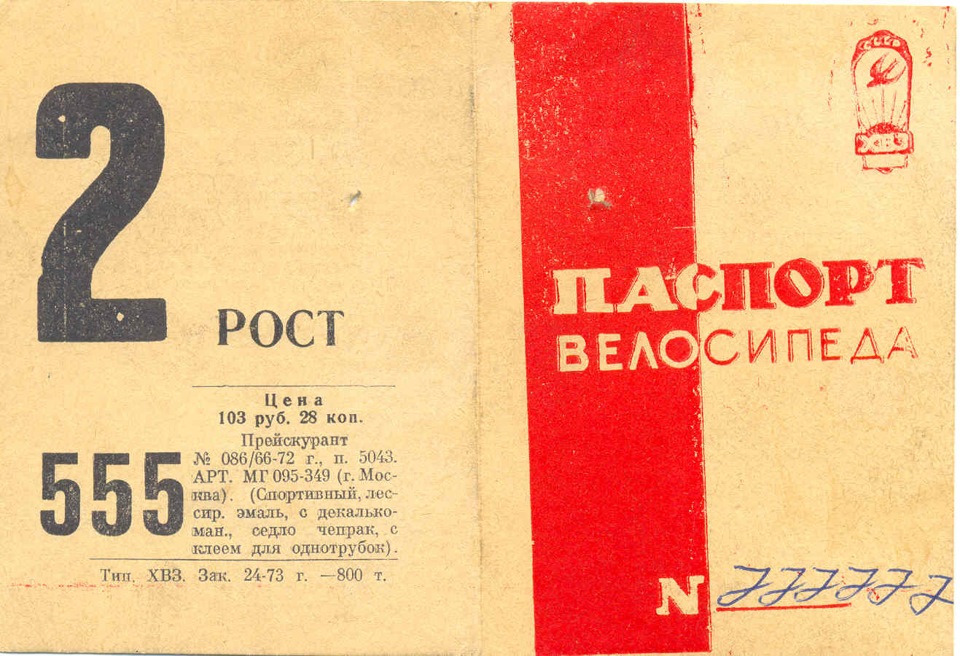 2
РОСТ
Цена
103 руб. 28 коп.
Прейскурант
№ 086/66-72 г., п. 5043.
АРТ. МГ 095-349 (г. Мос-
ква). (Спортивный, лес-
сир. эмаль, с декалько-
ман., седло чепрак, с
клеем для однотрубок).
555
Тип. ХВЗ. Зак. 24-73 г. —800 т.
СССР
ХВЗ
ПАСПОРТ
ВЕЛОСИПЕДА
N